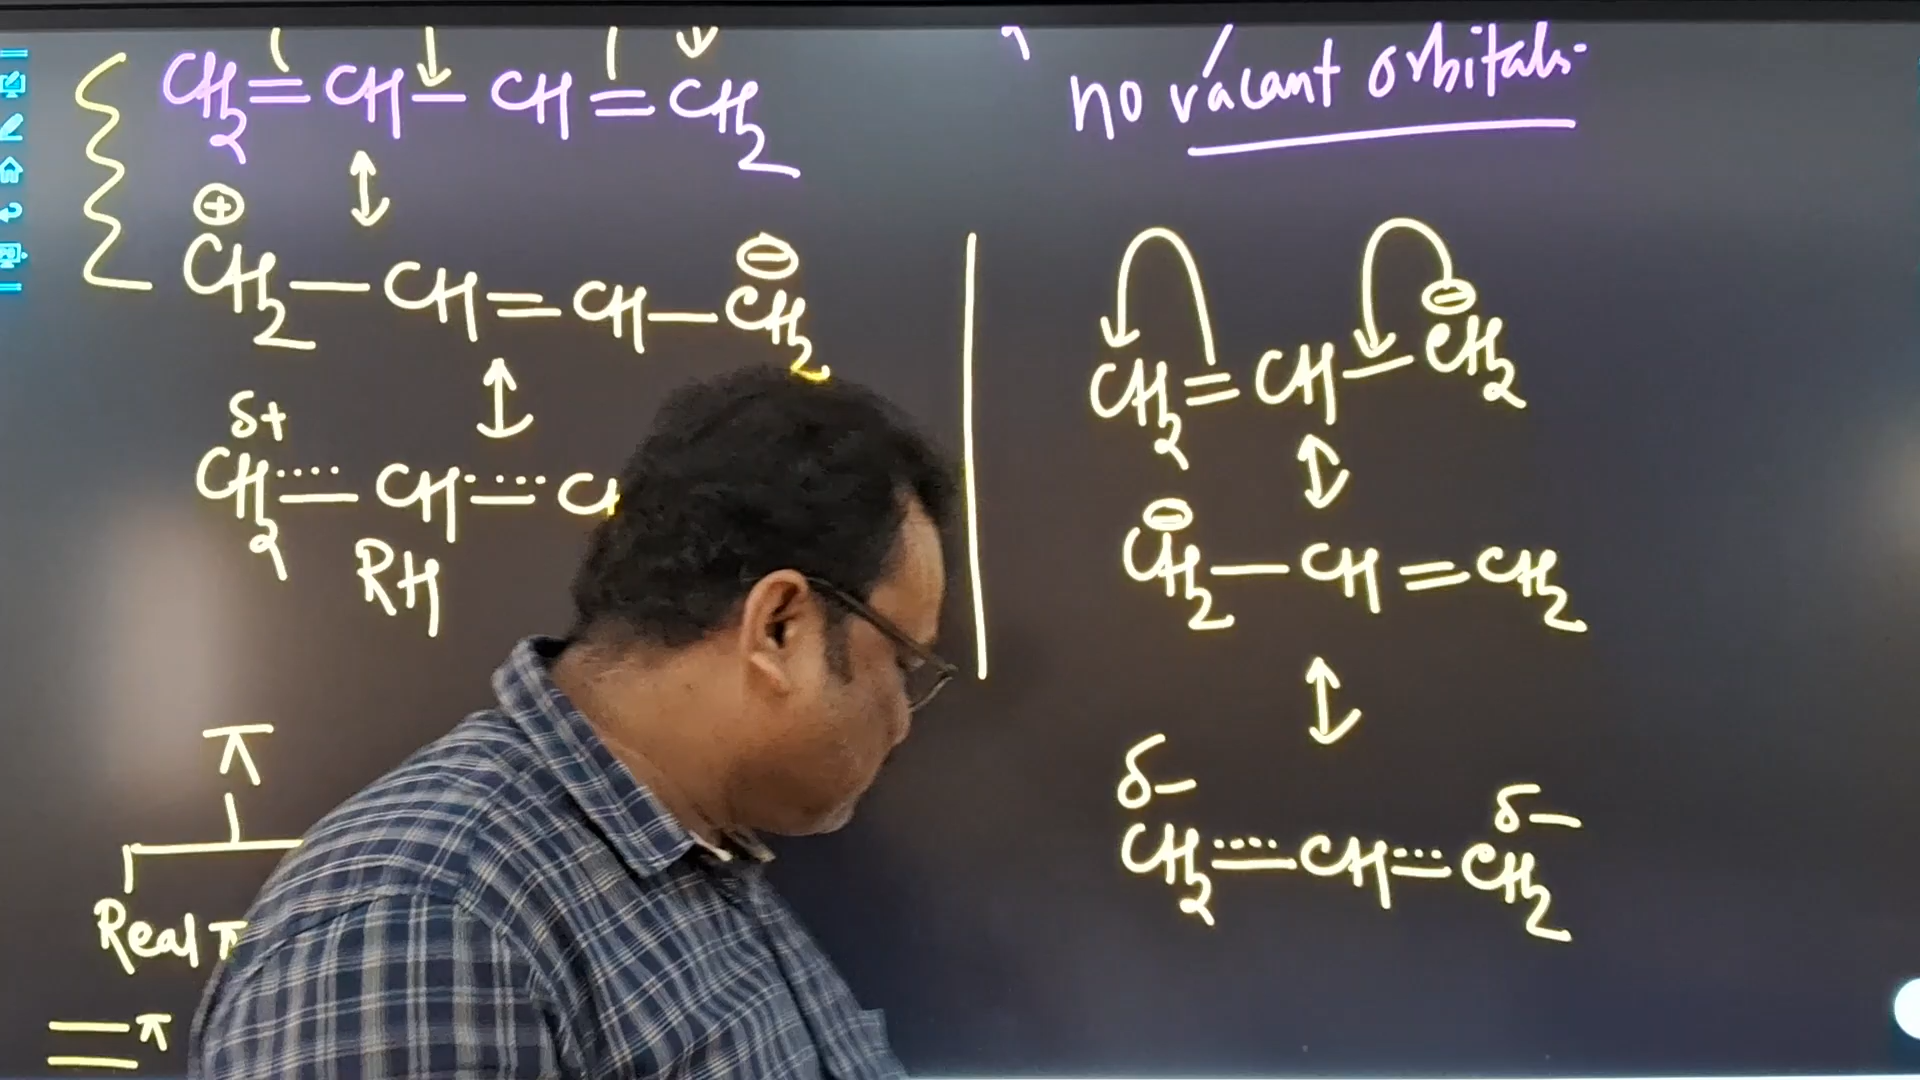 CH₂=CH–CH=CH₂
⊕
CH₂–CH=CH–CH₂
⊖
δ+
CH₂⋯–CH⋯–
RH
π
Real π
= π
no vacant orbitals
CH₂=CH–CH₂
⊖
⊖
CH₂–CH=CH₂
δ– δ–
CH₂⋯–CH⋯–CH₂